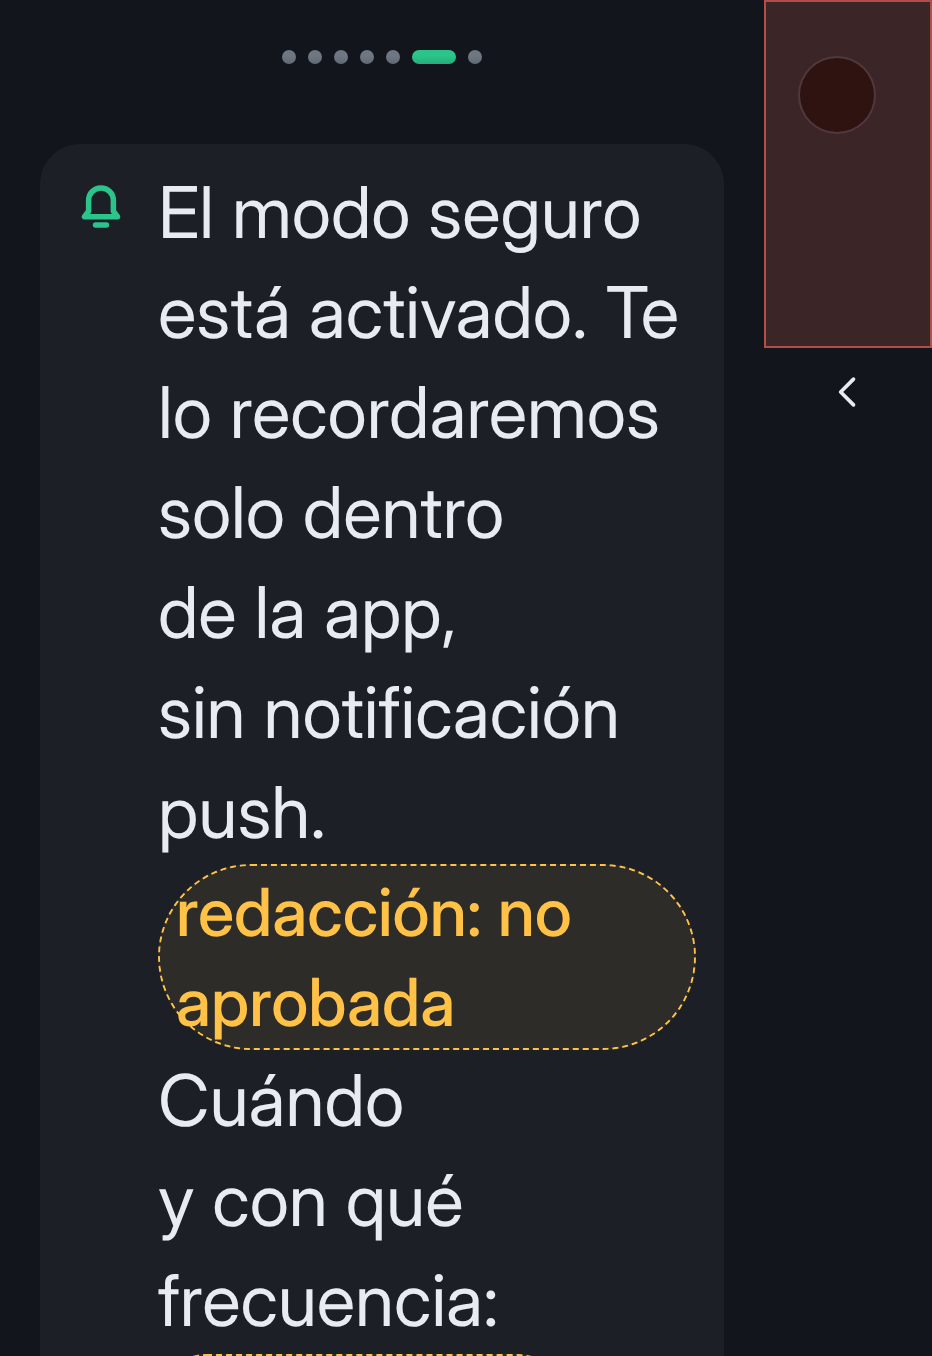 El modo seguro
está activado. Te
lo recordaremos
solo dentro
de la app,
sin notificación
push.
redacción: no
aprobada
Cuándo
y con qué
frecuencia: